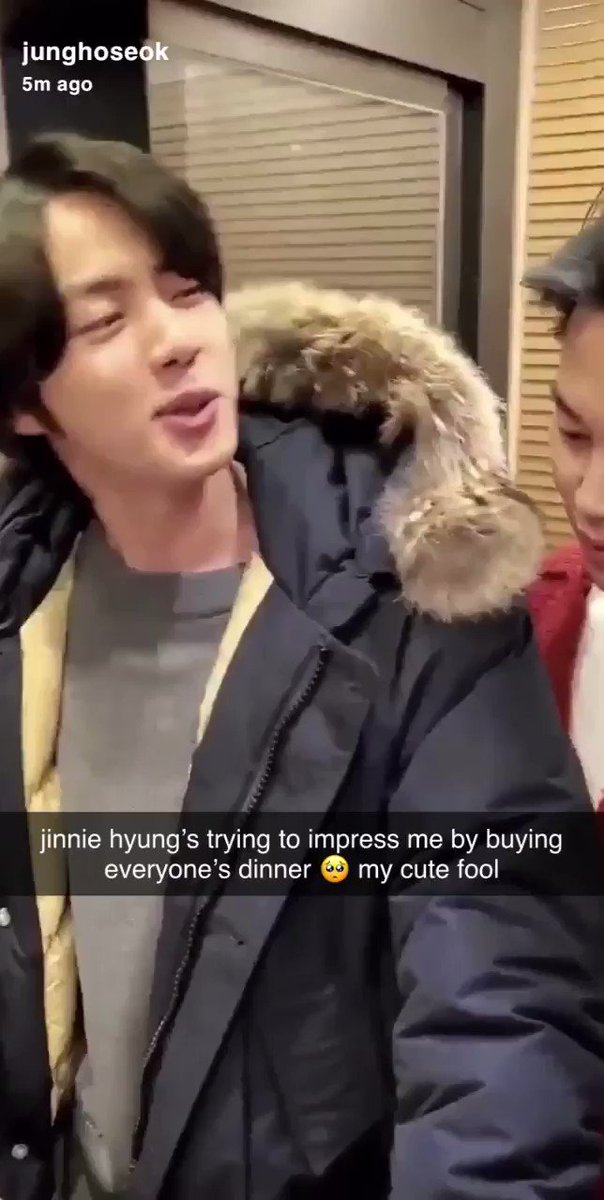 junghoseok
5m ago
jinnie hyung’s trying to impress me by buying
everyone’s dinner 🥺 my cute fool